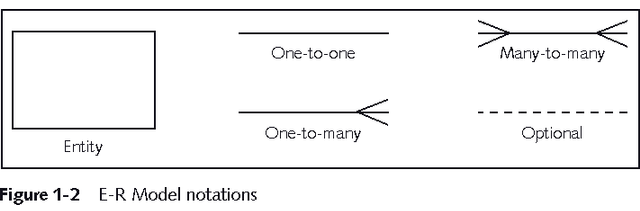 One-to-one
Many-to-many
Entity
One-to-many
Optional
Figure 1-2 E-R Model notations